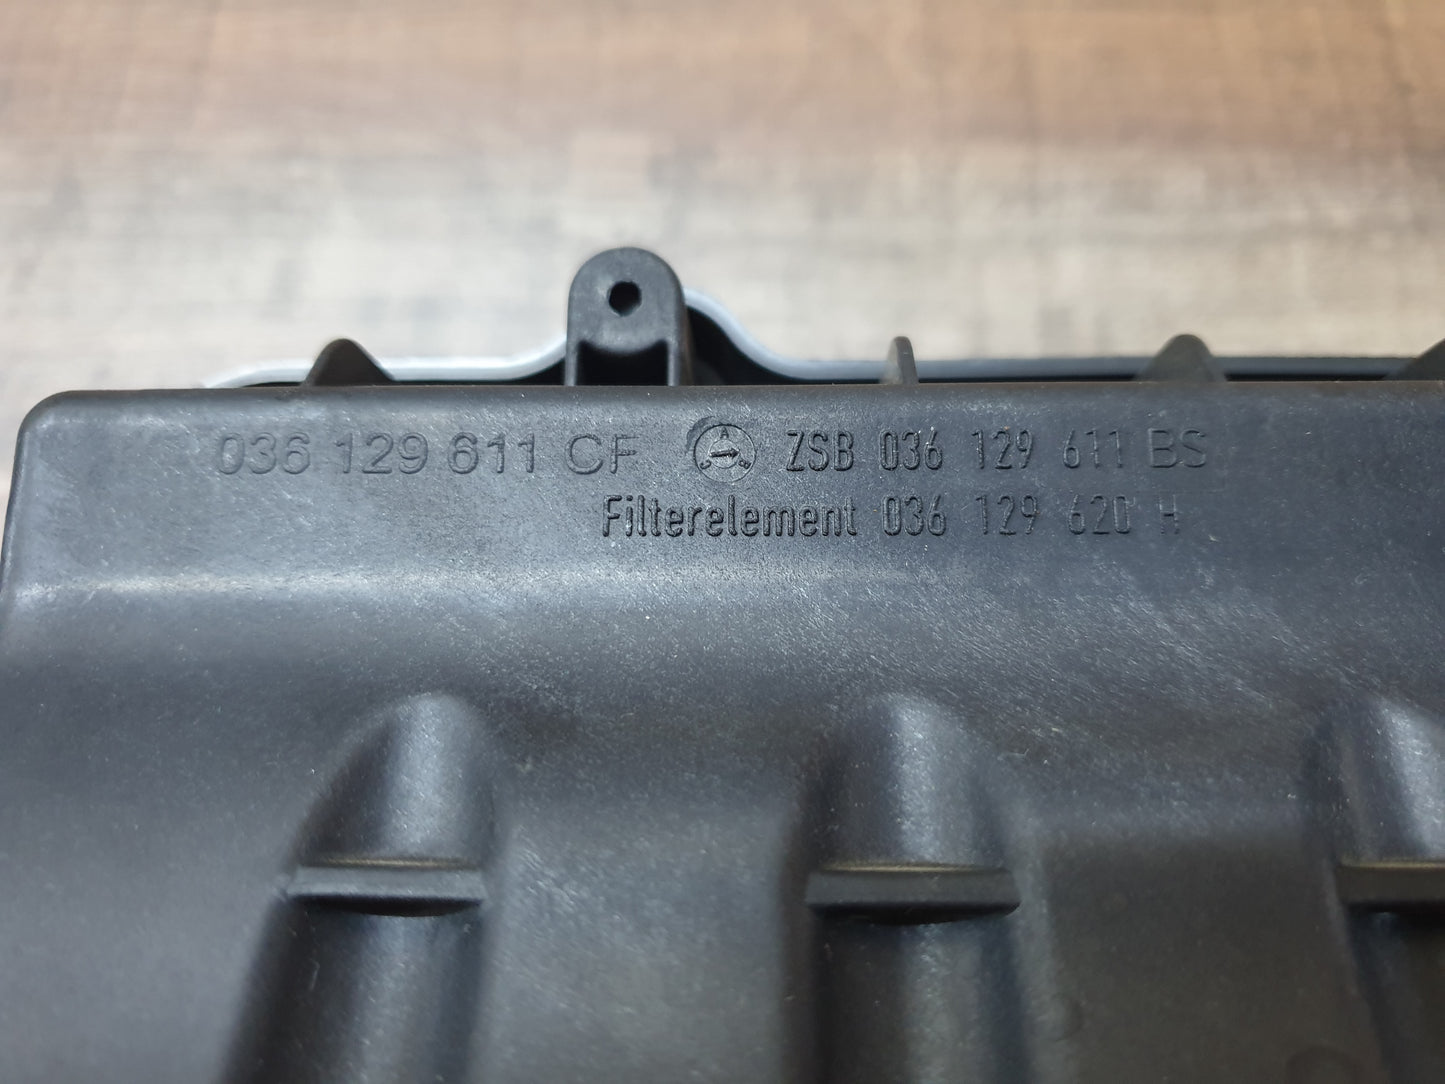 036 129 611 CF ZSB 036 129 611 BS
Filterelement 036 129 620 H